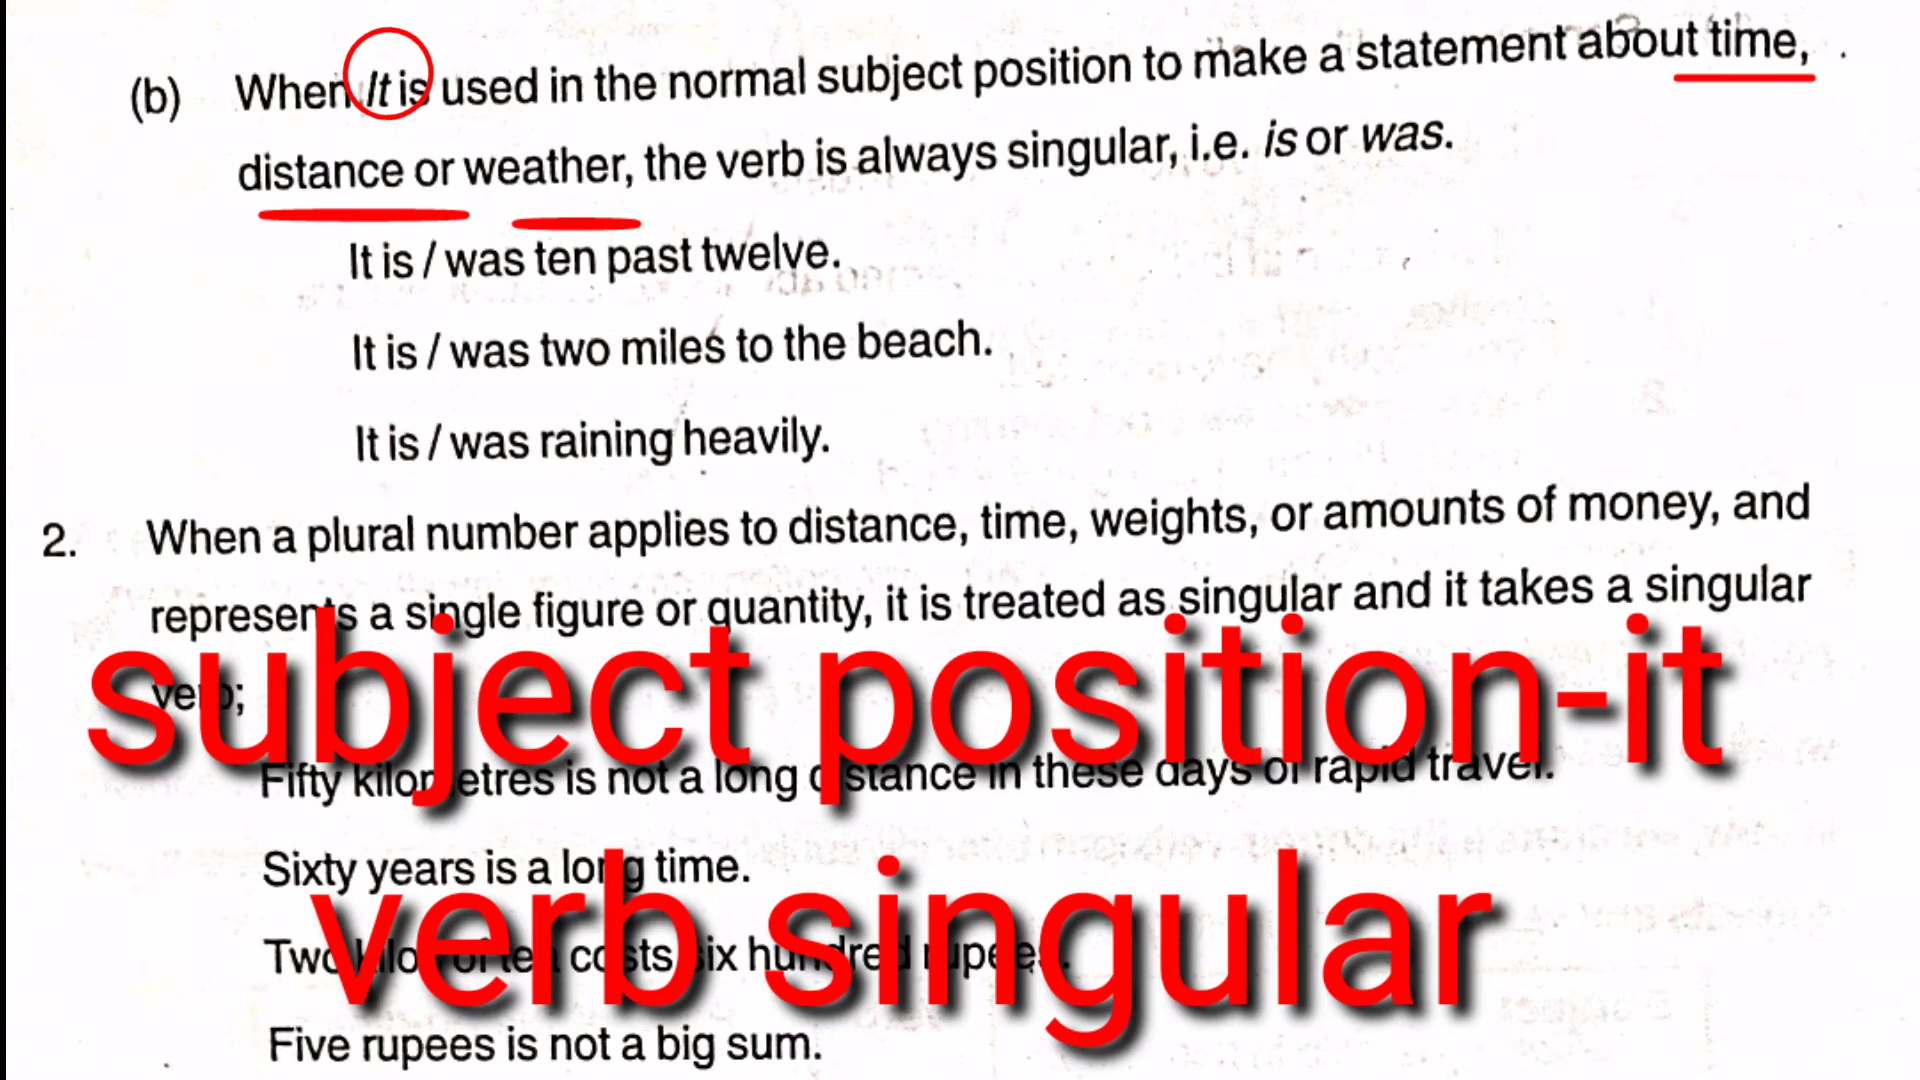 (b) When It is used in the normal subject position to make a statement about time,
distance or weather, the verb is always singular, i.e. is or was.
It is / was ten past twelve.
It is / was two miles to the beach.
It is / was raining heavily.
2. When a plural number applies to distance, time, weights, or amounts of money, and
represents a single figure or quantity, it is treated as singular and it takes a singular
verb;
subject position-it
Fifty kilometres is not a long distance in these days of rapid travel.
Sixty years is a long time.
verb singular
Two kilo of tea costs six hundred rupees.
Five rupees is not a big sum.